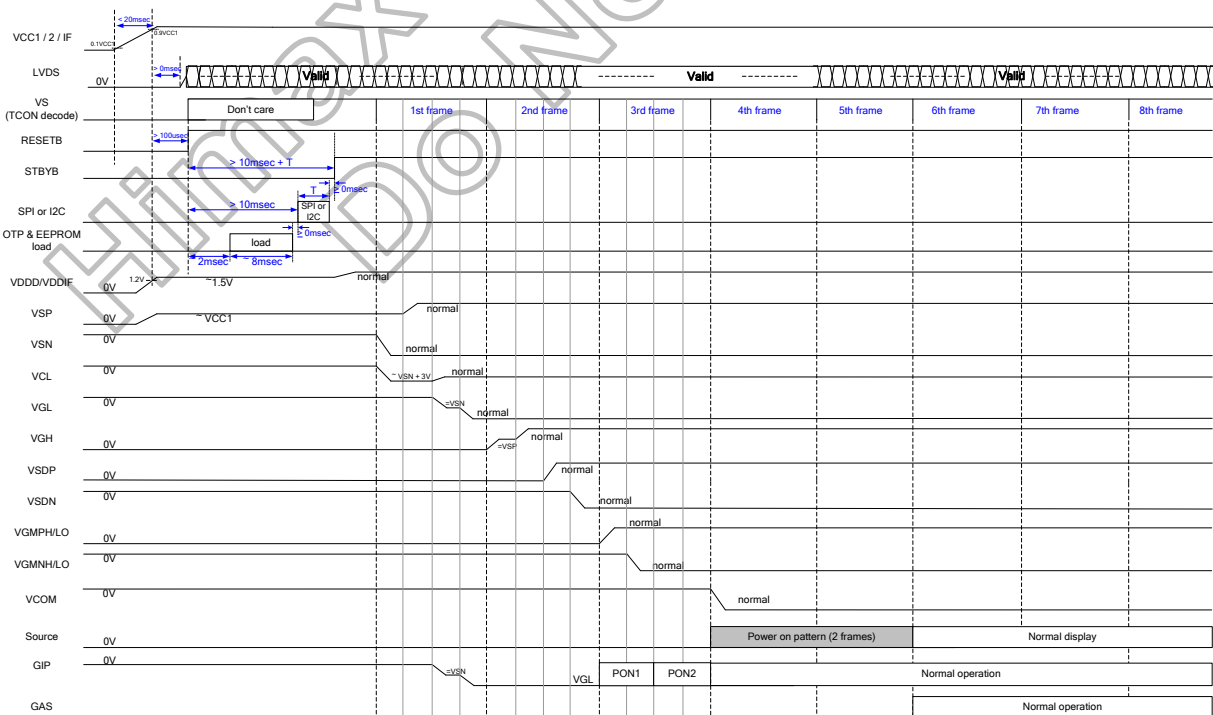 Himax
Do N
< 20msec
VCC1 / 2 / IF
0.1VCC1
0.9VCC1
> 0msec
LVDS
0V
Valid
Valid
Valid
VS
(TCON decode)
Don't care
1st frame
2nd frame
3rd frame
4th frame
5th frame
6th frame
7th frame
8th frame
RESETB
> 100usec
STBYB
> 10msec + T
T
≥ 0msec
SPI or I2C
> 10msec
SPI or
I2C
OTP & EEPROM
load
load
≥ 0msec
2msec
~ 8msec
VDDD/VDDIF
0V
1.2V
~1.5V
normal
VSP
0V
~ VCC1
normal
VSN
0V
normal
VCL
0V
~ VSN + 3V
normal
VGL
0V
=VSN
normal
VGH
0V
=VSP
normal
VSDP
0V
normal
VSDN
0V
normal
VGMPH/LO
0V
normal
VGMNH/LO
0V
normal
VCOM
0V
normal
Source
0V
Power on pattern (2 frames)
Normal display
GIP
0V
=VSN
VGL
PON1
PON2
Normal operation
GAS
Normal operation